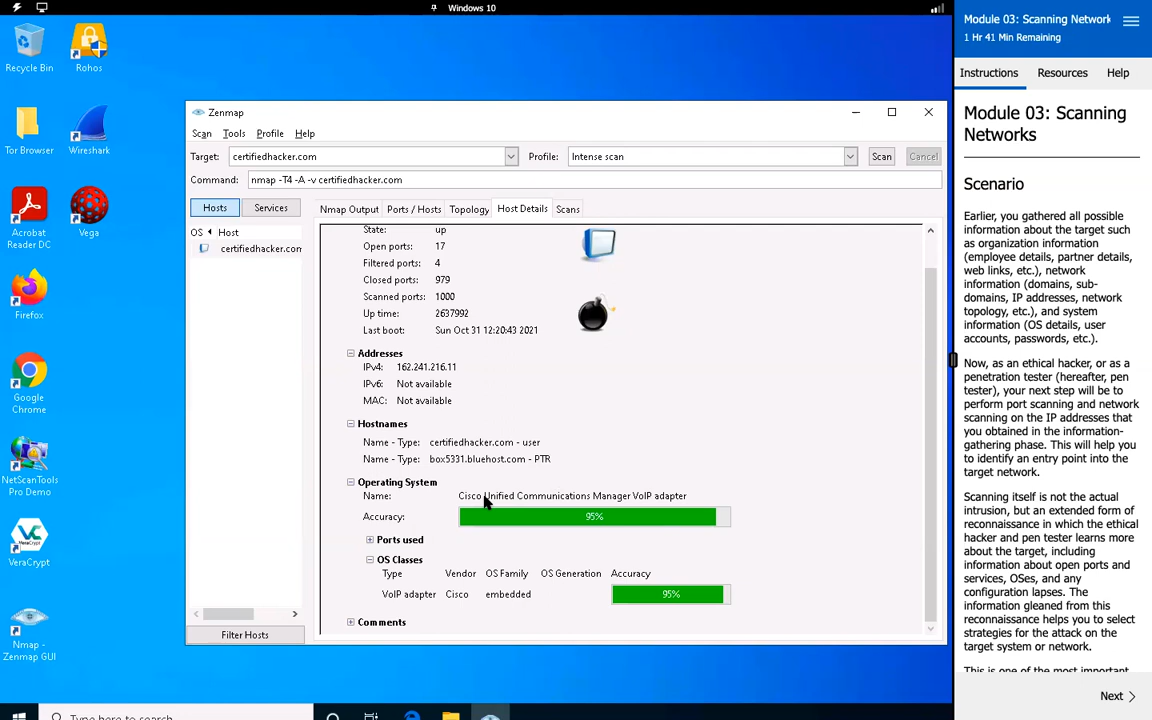 Windows 10
Recycle Bin
Rohos
Tor Browser
Wireshark
Acrobat
Reader DC
Vega
Firefox
Google
Chrome
NetScanTools
Pro Demo
VeraCrypt
Nmap -
Zenmap GUI
Zenmap
Scan Tools Profile Help
Target: certifiedhacker.com Profile: Intense scan Scan Cancel
Command: nmap -T4 -A -v certifiedhacker.com
Hosts Services
Nmap Output Ports / Hosts Topology Host Details Scans
OS Host
certifiedhacker.com
State: up
Open ports: 17
Filtered ports: 4
Closed ports: 979
Scanned ports: 1000
Up time: 2637992
Last boot: Sun Oct 31 12:20:43 2021
Addresses
IPv4: 162.241.216.11
IPv6: Not available
MAC: Not available
Hostnames
Name - Type: certifiedhacker.com - user
Name - Type: box5331.bluehost.com - PTR
Operating System
Name: Cisco Unified Communications Manager VoIP adapter
Accuracy: 95%
Ports used
OS Classes
Type Vendor OS Family OS Generation Accuracy
VoIP adapter Cisco embedded 95%
Comments
Filter Hosts
Type here to search
Module 03: Scanning Network
1 Hr 41 Min Remaining
Instructions Resources Help
Module 03: Scanning
Networks
Scenario
Earlier, you gathered all possible
information about the target such
as organization information
(employee details, partner details,
web links, etc.), network
information (domains, sub-
domains, IP addresses, network
topology, etc.), and system
information (OS details, user
accounts, passwords, etc.).
Now, as an ethical hacker, or as a
penetration tester (hereafter, pen
tester), your next step will be to
perform port scanning and network
scanning on the IP addresses that
you obtained in the information-
gathering phase. This will help you
to identify an entry point into the
target network.
Scanning itself is not the actual
intrusion, but an extended form of
reconnaissance in which the ethical
hacker and pen tester learns more
about the target, including
information about open ports and
services, OSes, and any
configuration lapses. The
information gleaned from this
reconnaissance helps you to select
strategies for the attack on the
target system or network.
This is one of the most important
Next